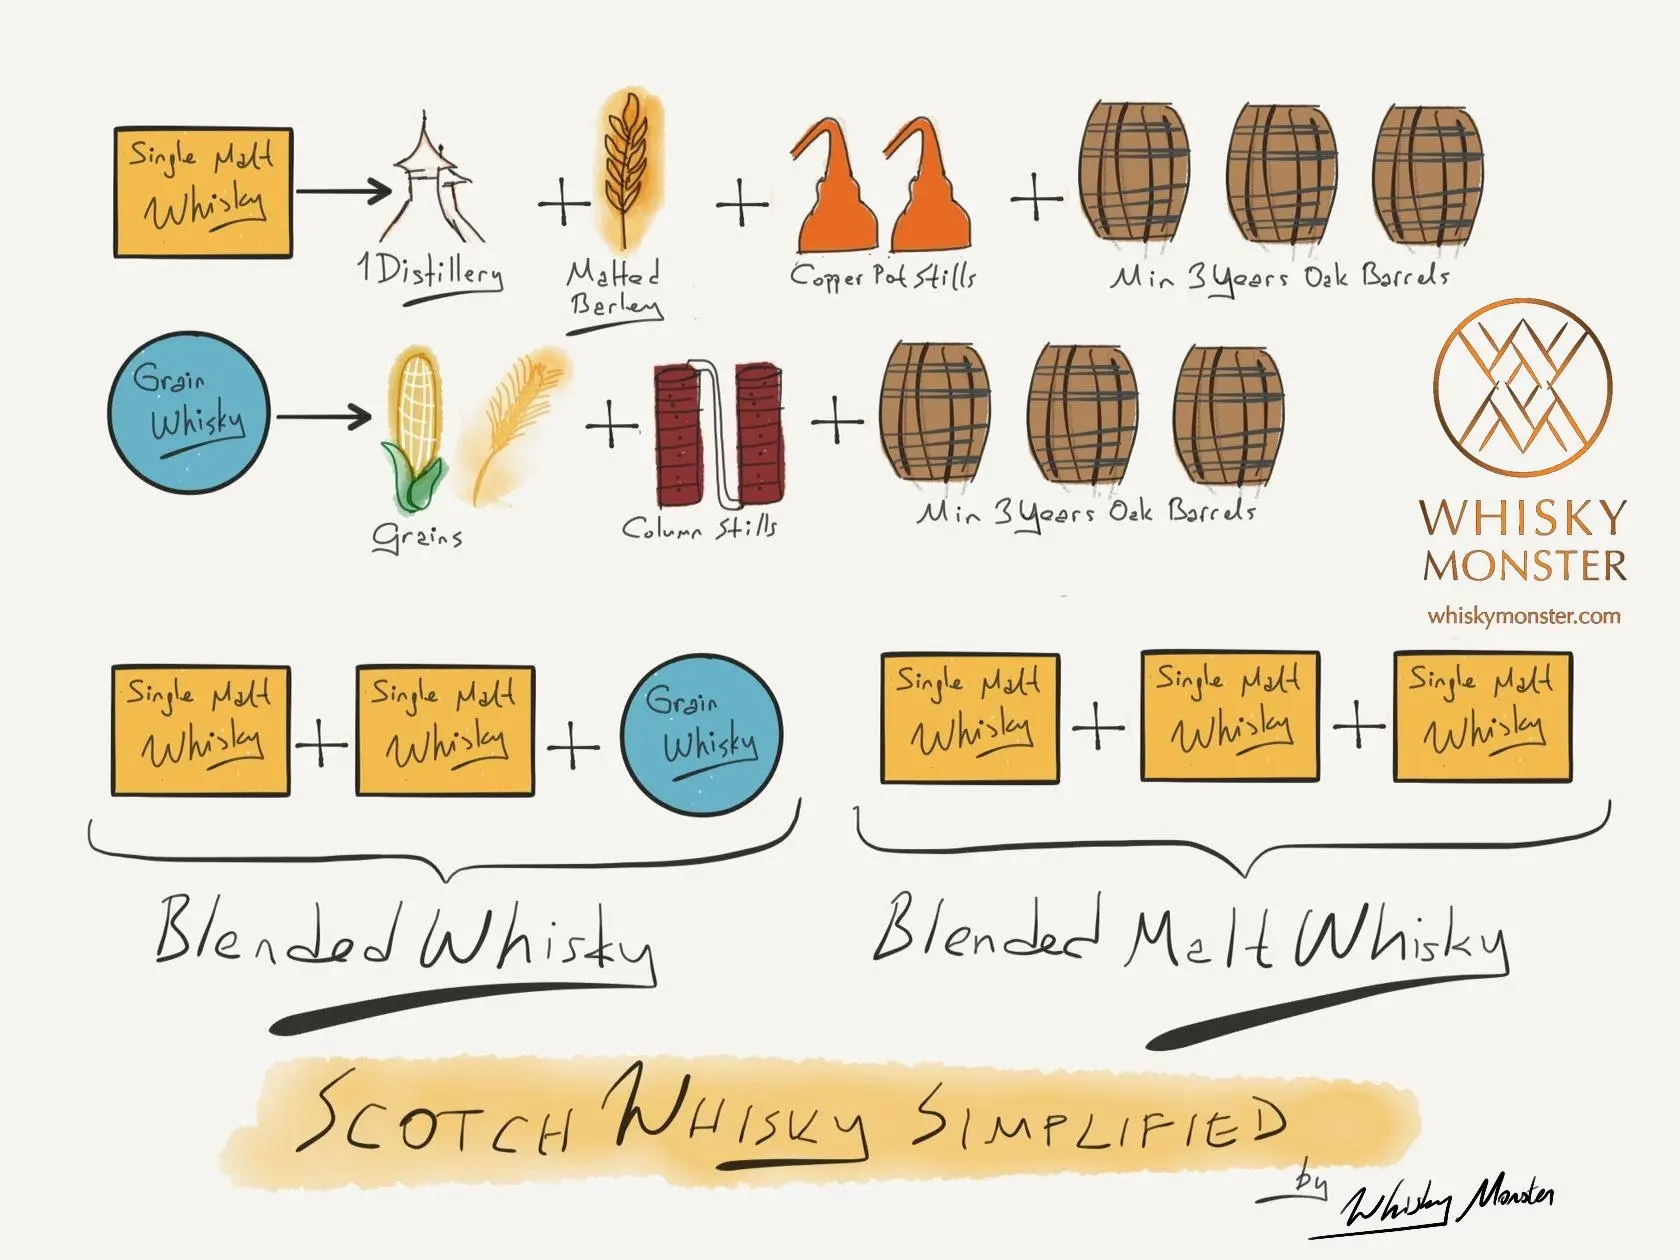 Single Malt
Whisky
1 Distillery
Malted
Barley
Copper Pot Stills
Min 3 Years Oak Barrels
Grain
Whisky
Grains
Column Stills
Min 3 Years Oak Barrels
WHISKY
MONSTER
whiskymonster.com
Single Malt
Whisky
Single Malt
Whisky
Grain
Whisky
Single Malt
Whisky
Single Malt
Whisky
Single Malt
Whisky
Blended Whisky
Blended Malt Whisky
SCOTCH WHISKY SIMPLIFIED
by Whisky Monster